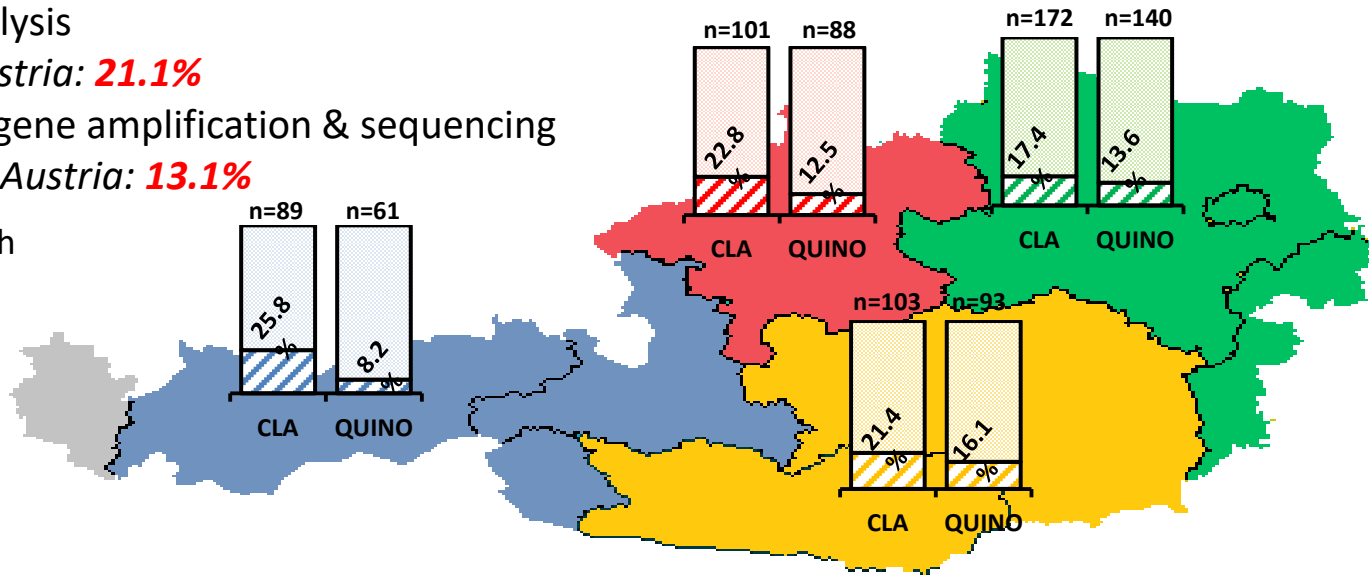 lysis
stria: 21.1%
gene amplification & sequencing
Austria: 13.1%
h
n=101 n=88
22.8 % 12.5 %
CLA QUINO
n=172 n=140
17.4 % 13.6 %
CLA QUINO
n=89 n=61
25.8 % 8.2 %
CLA QUINO
n=103 n=93
21.4 % 16.1 %
CLA QUINO